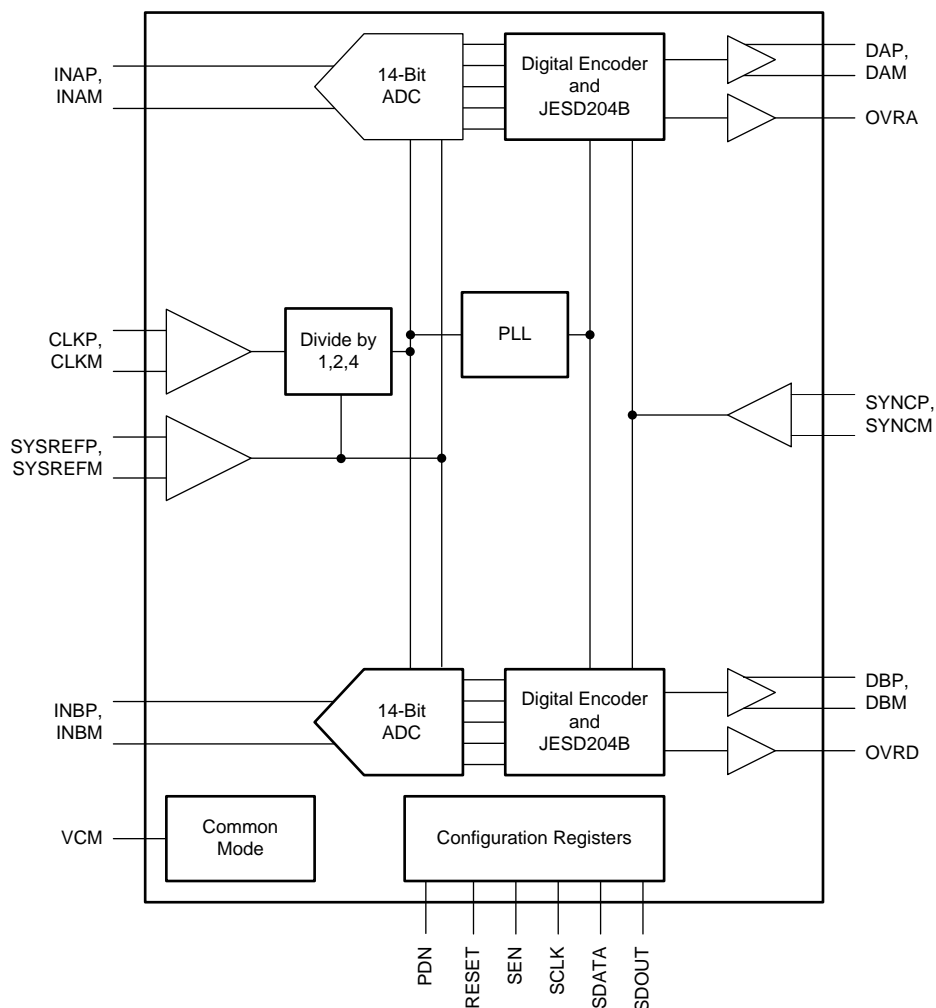 INAP,
INAM
14-Bit
ADC
Digital Encoder
and
JESD204B
DAP,
DAM
OVRA
CLKP,
CLKM
Divide by
1,2,4
PLL
SYNCP,
SYNCM
SYSREFP,
SYSREFM
INBP,
INBM
14-Bit
ADC
Digital Encoder
and
JESD204B
DBP,
DBM
OVRD
VCM
Common
Mode
Configuration Registers
PDN
RESET
SEN
SCLK
SDATA
SDOUT